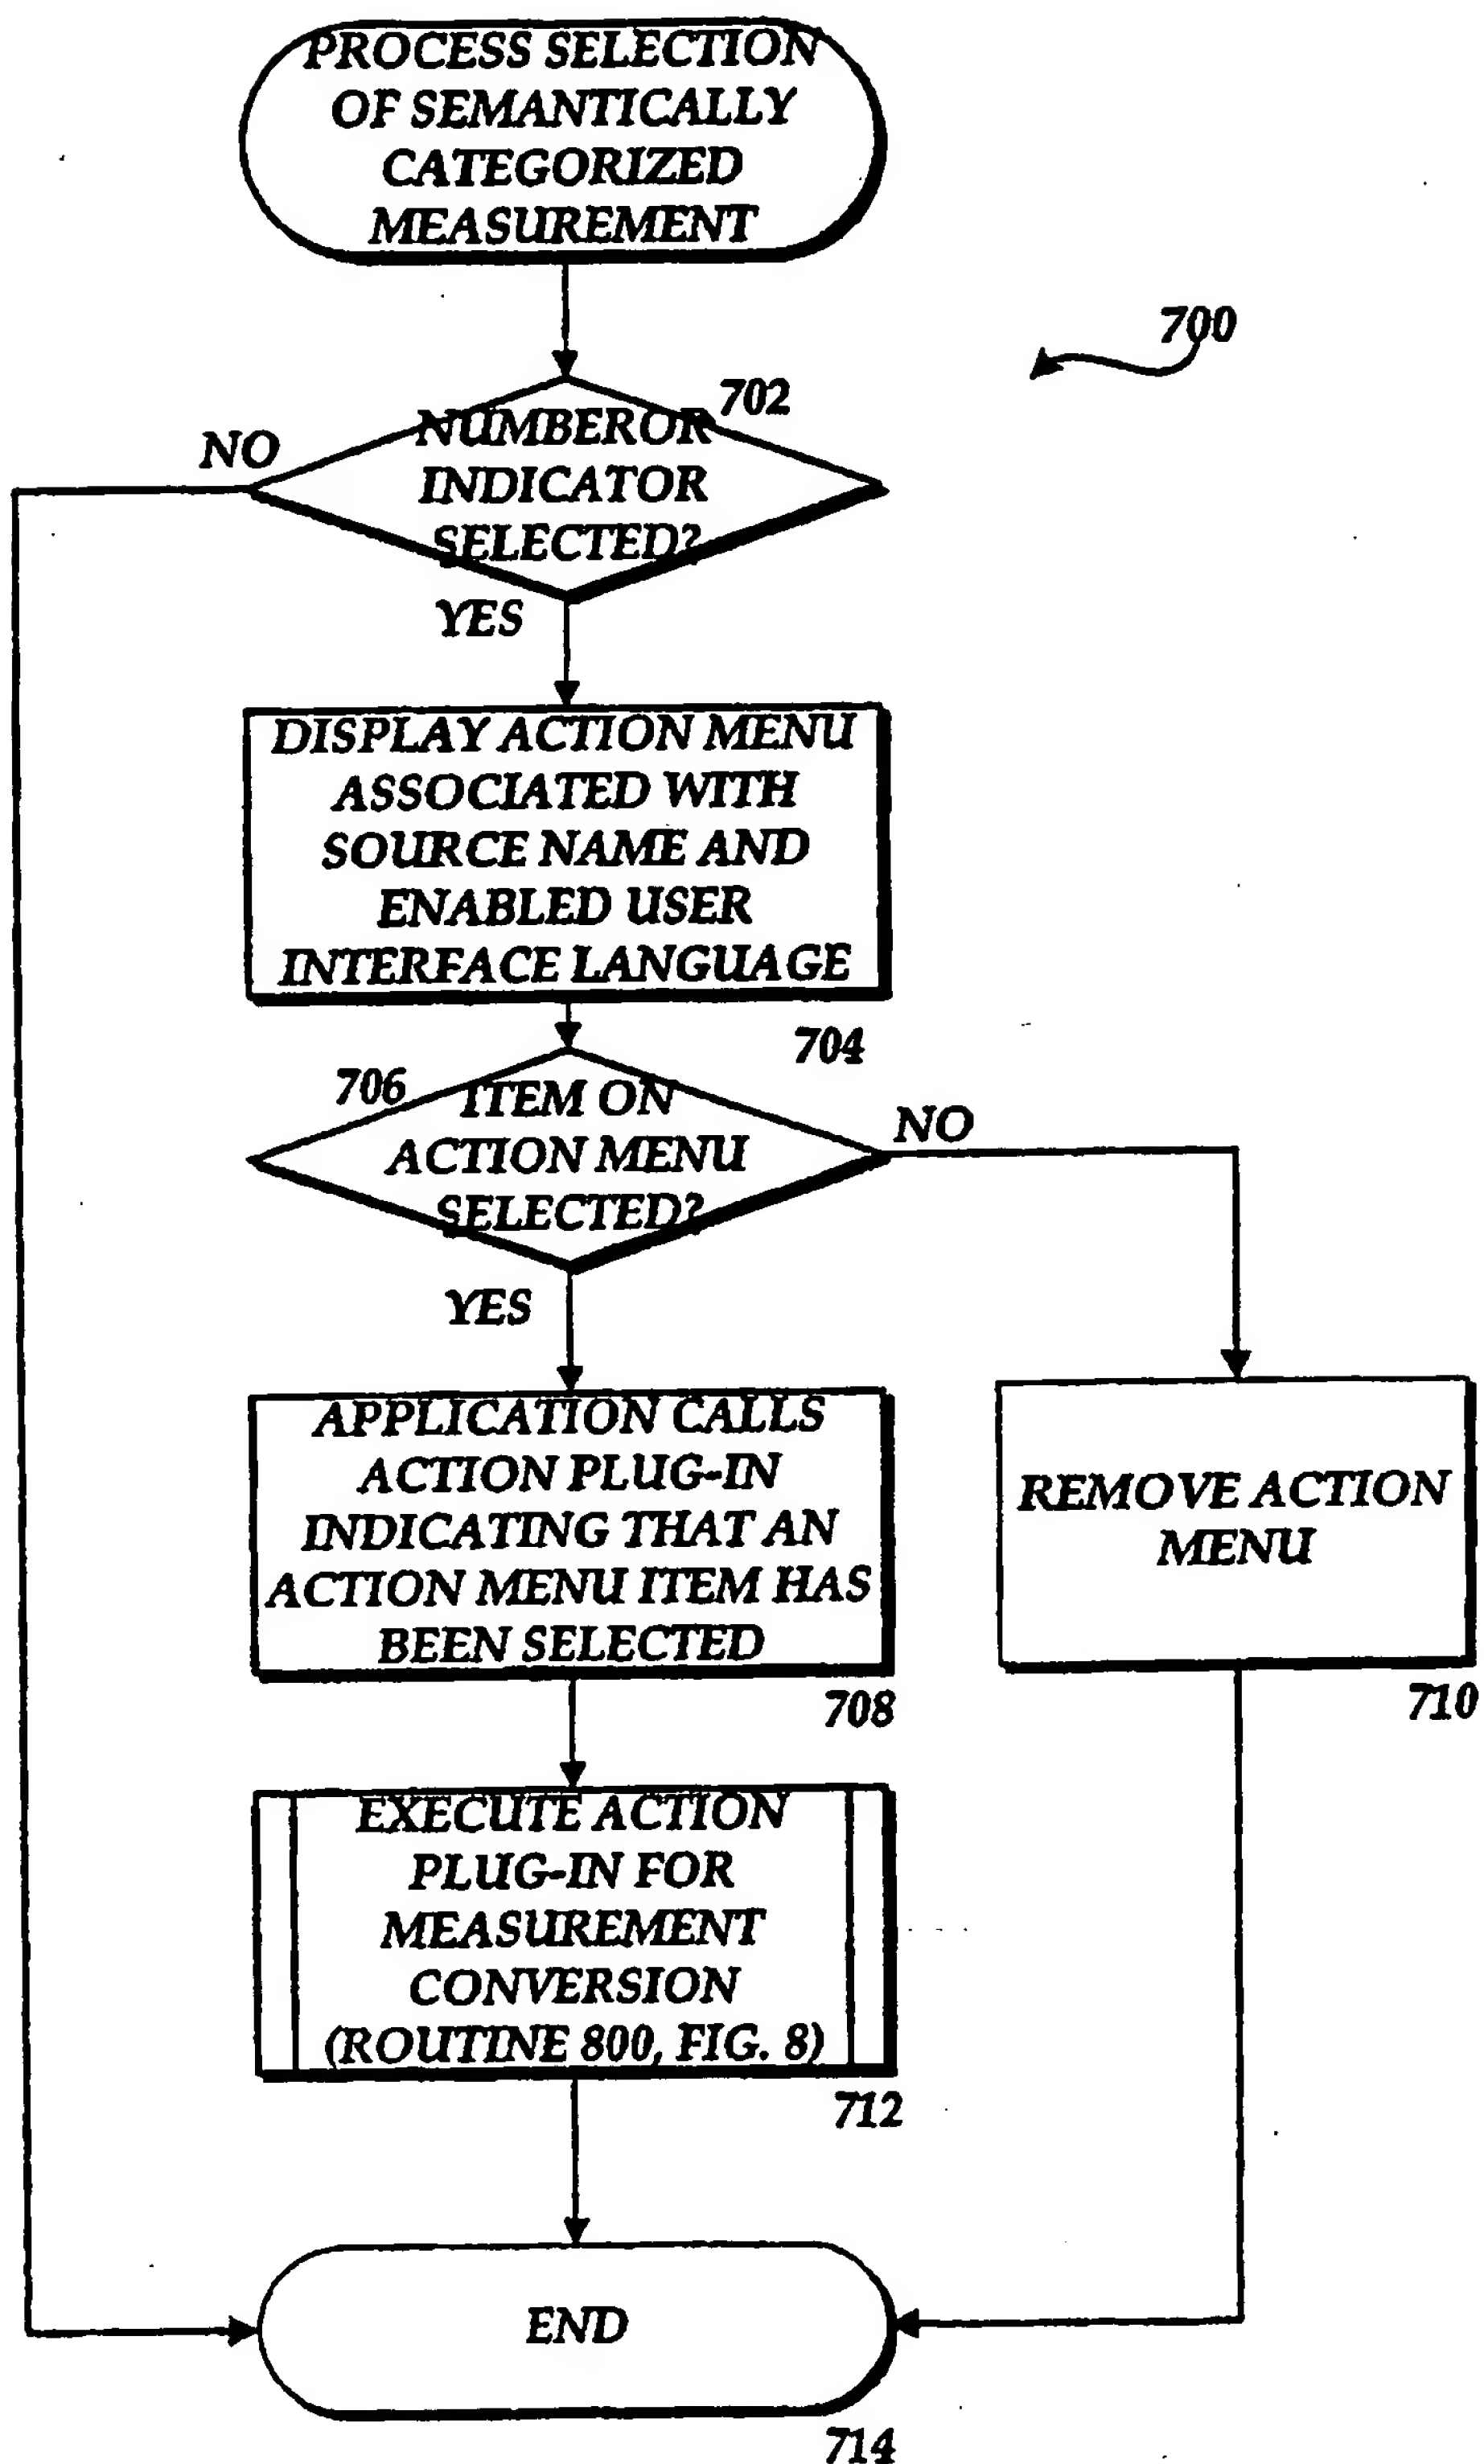 PROCESS SELECTION
OF SEMANTICALLY
CATEGORIZED
MEASUREMENT
700
702
NO
NUMBEROR
INDICATOR
SELECTED?
YES
DISPLAY ACTION MENU
ASSOCIATED WITH
SOURCE NAME AND
ENABLED USER
INTERFACE LANGUAGE
704
706
ITEM ON
ACTION MENU
SELECTED?
NO
YES
APPLICATION CALLS
ACTION PLUG-IN
INDICATING THAT AN
ACTION MENU ITEM HAS
BEEN SELECTED
708
REMOVE ACTION
MENU
710
EXECUTE ACTION
PLUG-IN FOR
MEASUREMENT
CONVERSION
(ROUTINE 800, FIG. 8)
712
END
714